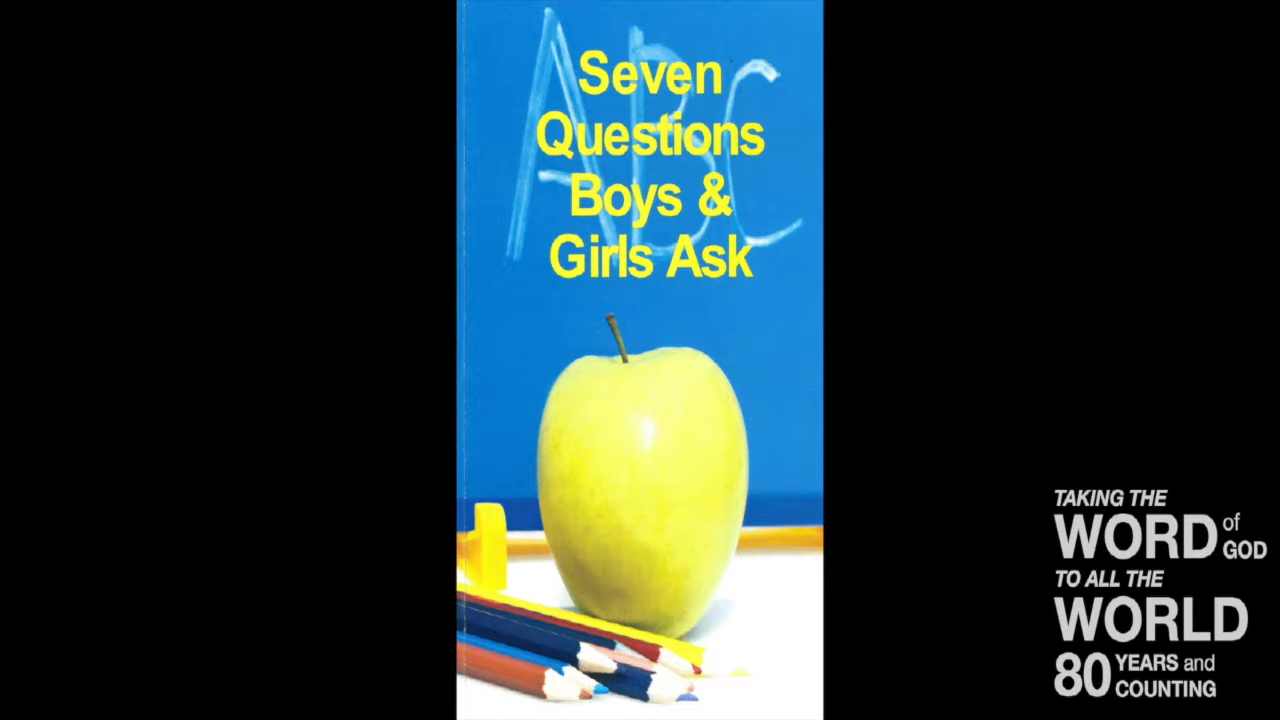 ABC
Seven
Questions
Boys &
Girls Ask
TAKING THE
WORD of GOD
TO ALL THE
WORLD
80 YEARS and
COUNTING